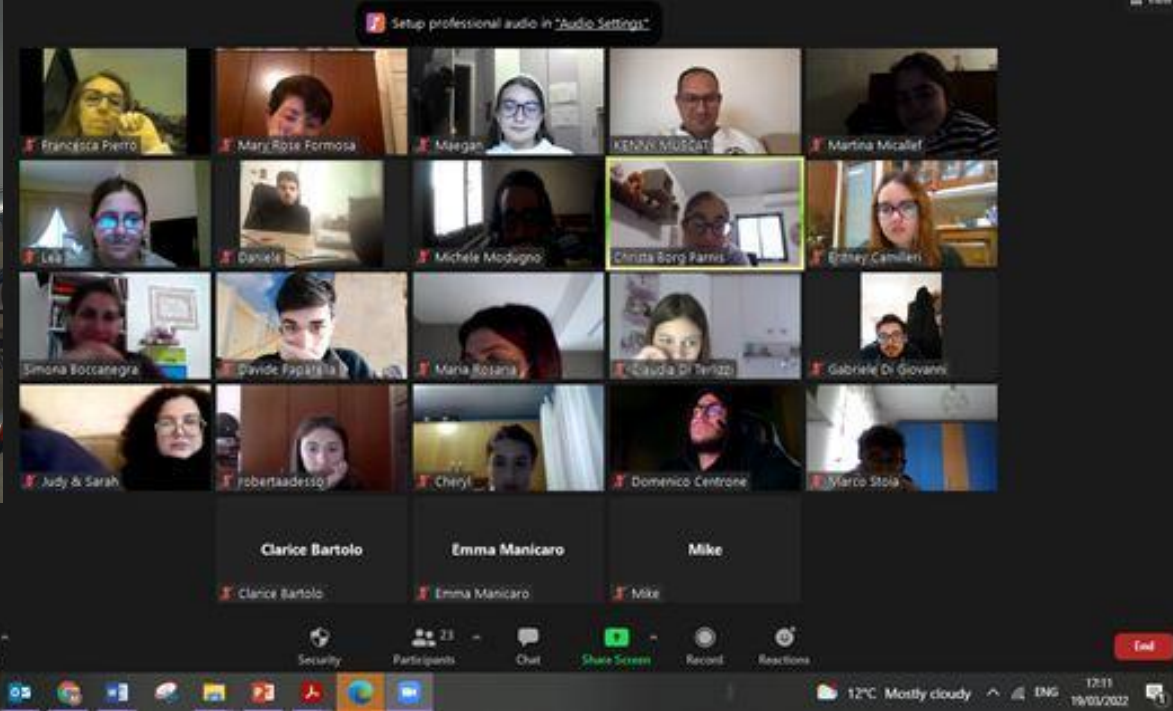 Setup professional audio in "Audio Settings"
Francesca Pierro
Mary Rose Formosa
Maegan
KENNY MUSCAT
Martina Micallef
Lea
Daniele
Michele Modugno
Christa Borg Parnis
Britney Camilleri
Simona Boccanegra
Davide Paparella
Maria Rosaria
Claudia Di Terlizzi
Gabriele Di Giovanni
Judy & Sarah
robertaadesso
Cheryl
Domenico Centrone
Marco Stoia
Clarice Bartolo
Emma Manicaro
Mike
Clarice Bartolo
Emma Manicaro
Mike
23
Security
Participants
Chat
Share Screen
Record
Reactions
End
12°C Mostly cloudy
ENG
17:11
19/03/2022